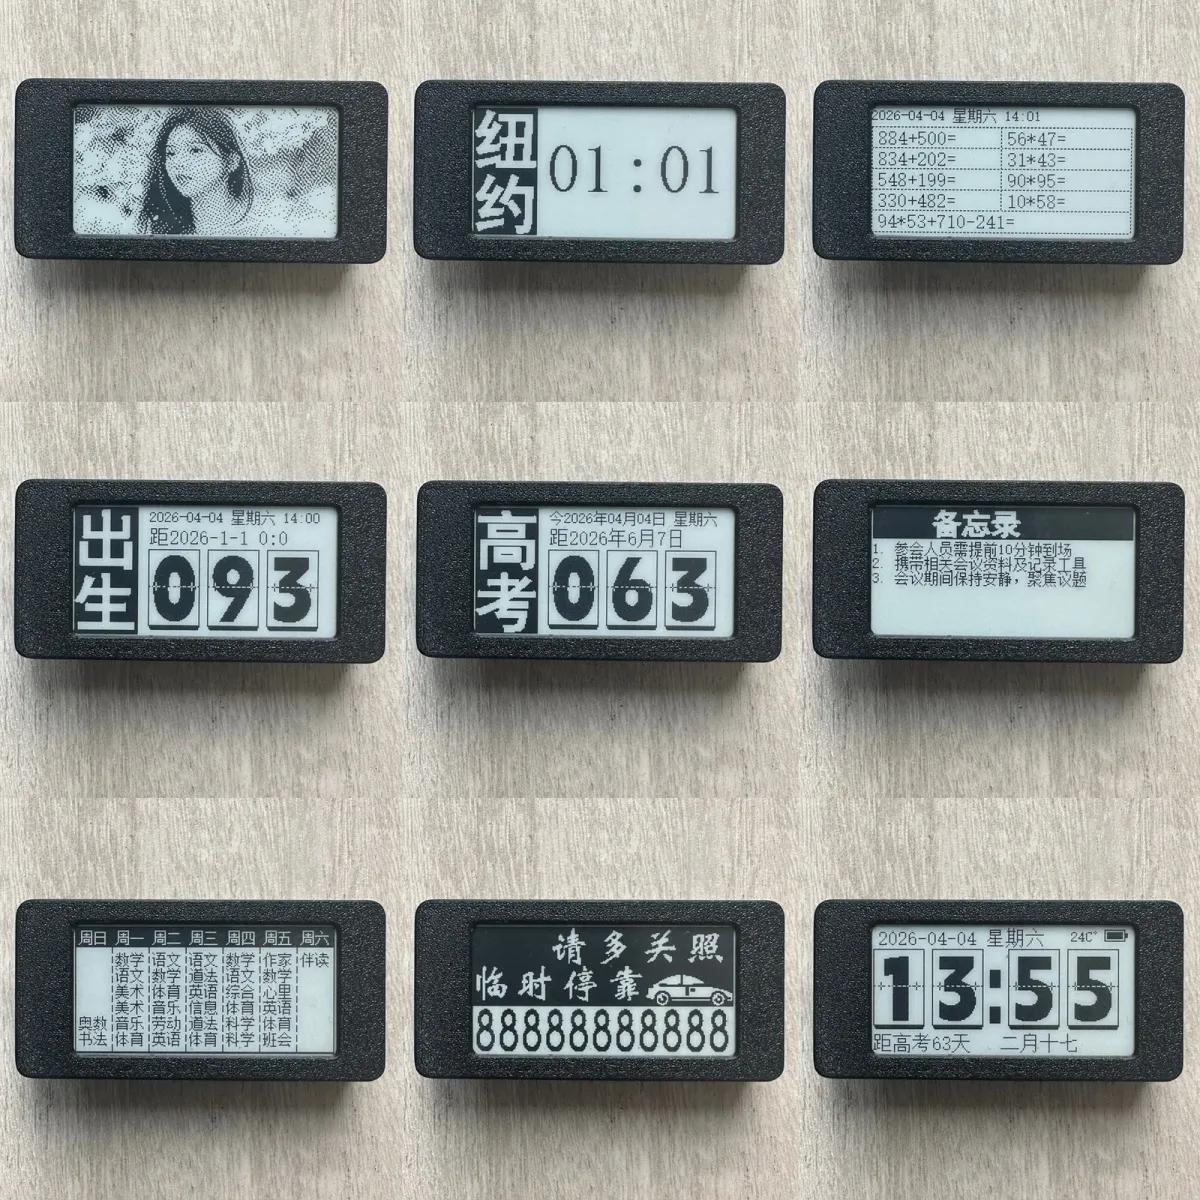 纽约
01:01
2026-04-04 星期六 14:01
884+500= 56*47=
834+202= 31*43=
548+199= 90*95=
330+482= 10*58=
94*53+710-241=
出生
2026-04-04 星期六 14:00
距2026-1-1 0:0
093
高考
今2026年04月04日 星期六
距2026年6月7日
063
备忘录
1. 参会人员需提前10分钟到场
2. 携带相关会议资料及记录工具
3. 会议期间保持安静，聚焦议题
周日 周一 周二 周三 周四 周五 周六
数学 语文 语文 数学 作家 伴读
语文 数学 道法 语文 数学
美术 体育 英语 综合 心里
美术 音乐 信息 体育 英语
奥数 音乐 劳动 道法 科学 体育
书法 体育 英语 体育 科学 班会
请多关照
临时停靠
88888888888
2026-04-04 星期六 24C°
13:55
距高考63天 二月十七